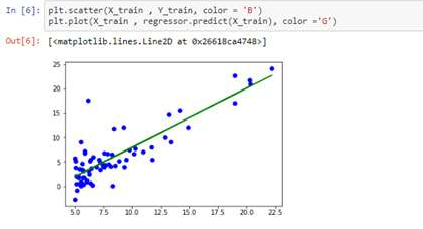 In [6]: plt.scatter(X_train , Y_train, color = 'B')
plt.plot(X_train , regressor.predict(X_train), color ='G')
Out[6]: [<matplotlib.lines.Line2D at 0x26618ca4748>]
25
20
15
10
5
0
5.0 7.5 10.0 12.5 15.0 17.5 20.0 22.5